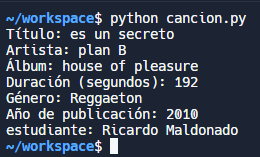 ~/workspace$ python cancion.py
Título: es un secreto
Artista: plan B
Álbum: house of pleasure
Duración (segundos): 192
Género: Reggaeton
Año de publicación: 2010
estudiante: Ricardo Maldonado
~/workspace$